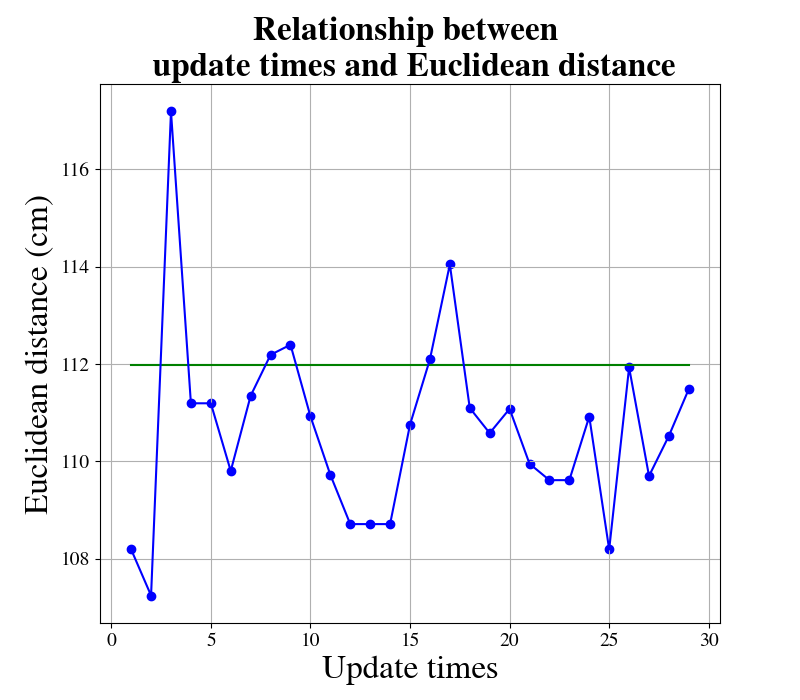 Relationship between
update times and Euclidean distance
Euclidean distance (cm)
116
114
112
110
108
0 5 10 15 20 25 30
Update times